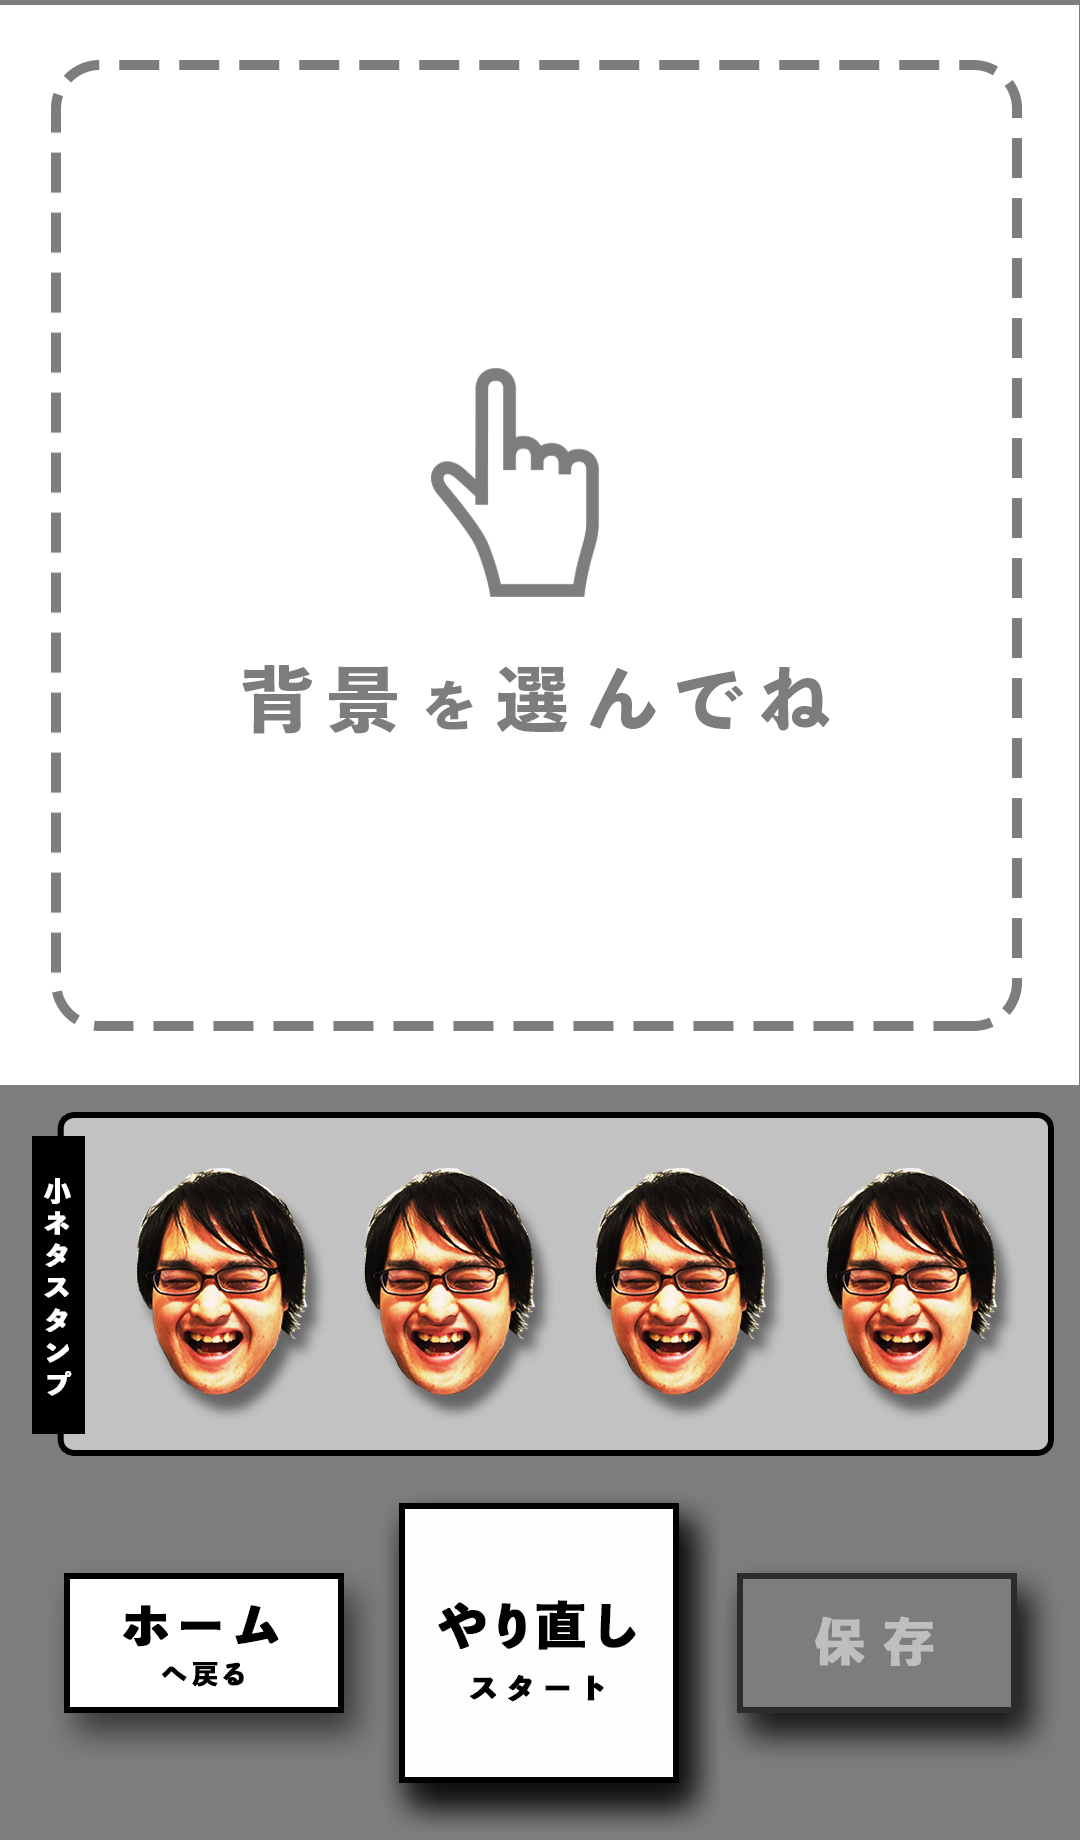 背景を選んでね
小ネタスタンプ
ホーム
へ戻る
やり直し
スタート
保存